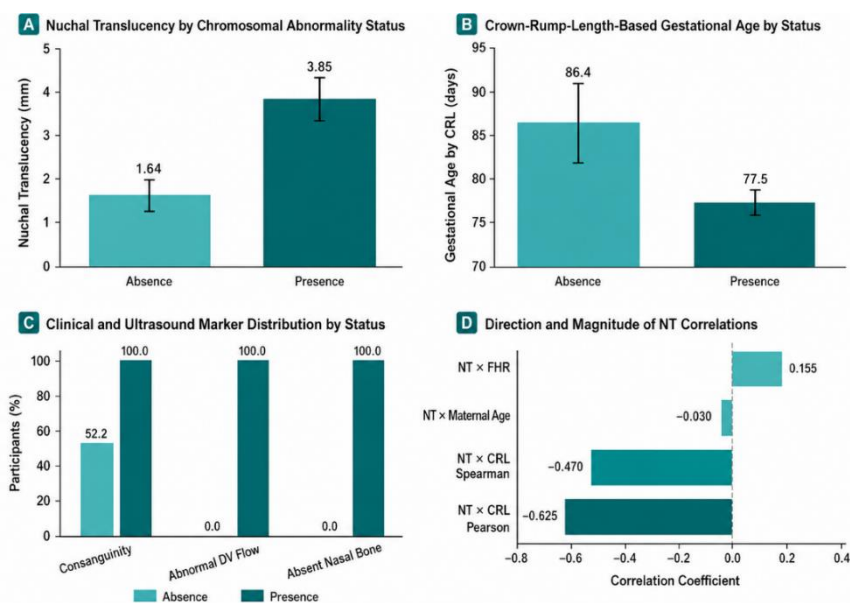 A Nuchal Translucency by Chromosomal Abnormality Status
Nuchal Translucency (mm)
5
4
3
2
1
0
1.64
3.85
Absence
Presence
B Crown-Rump-Length-Based Gestational Age by Status
Gestational Age by CRL (days)
95
90
85
80
75
70
86.4
77.5
Absence
Presence
C Clinical and Ultrasound Marker Distribution by Status
Participants (%)
100
80
60
40
20
0
52.2
100.0
0.0
100.0
0.0
100.0
Consanguinity
Abnormal DV Flow
Absent Nasal Bone
Absence
Presence
D Direction and Magnitude of NT Correlations
NT × FHR
0.155
NT × Maternal Age
−0.030
NT × CRL
Spearman
−0.470
NT × CRL
Pearson
−0.625
−0.8
−0.6
−0.4
−0.2
0.0
0.2
0.4
Correlation Coefficient